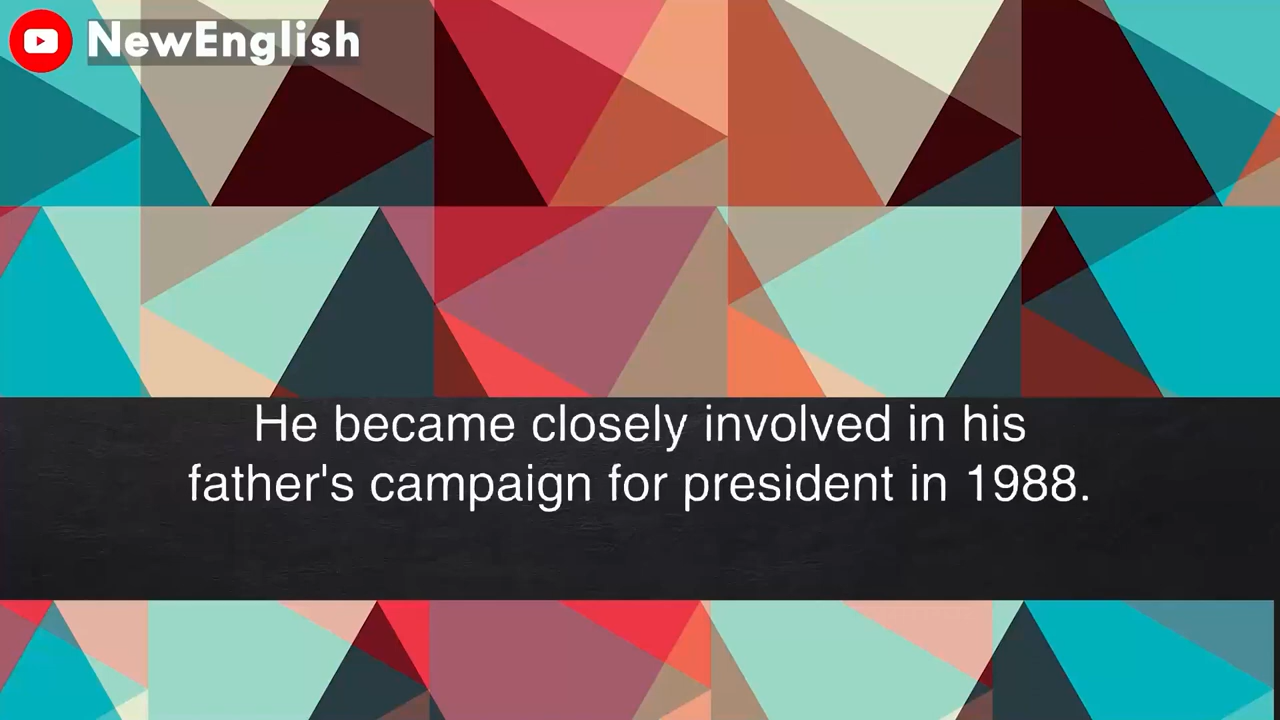 NewEnglish
He became closely involved in his
father's campaign for president in 1988.